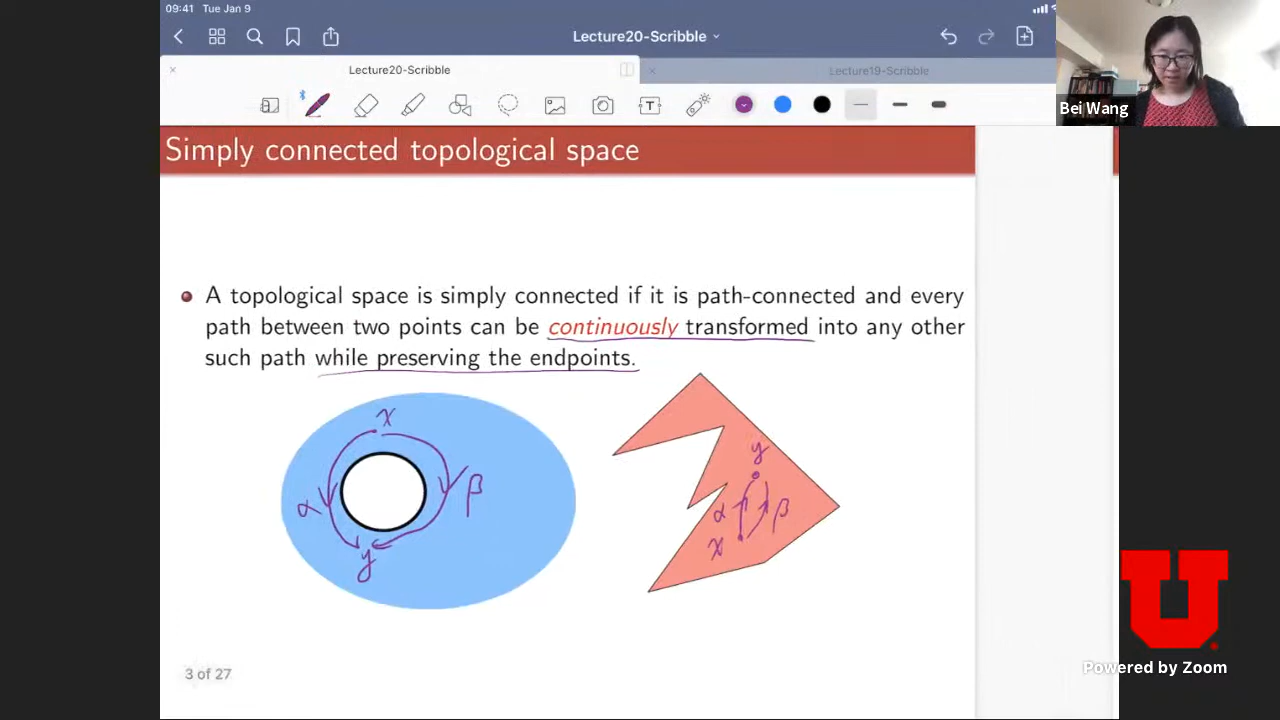 09:41 Tue Jan 9
Lecture20-Scribble
Lecture20-Scribble
Lecture19-Scribble
T
Bei Wang
Simply connected topological space
A topological space is simply connected if it is path-connected and every
path between two points can be continuously transformed into any other
such path while preserving the endpoints.
x
α
β
y
y
α
β
x
3 of 27
U
Powered by Zoom